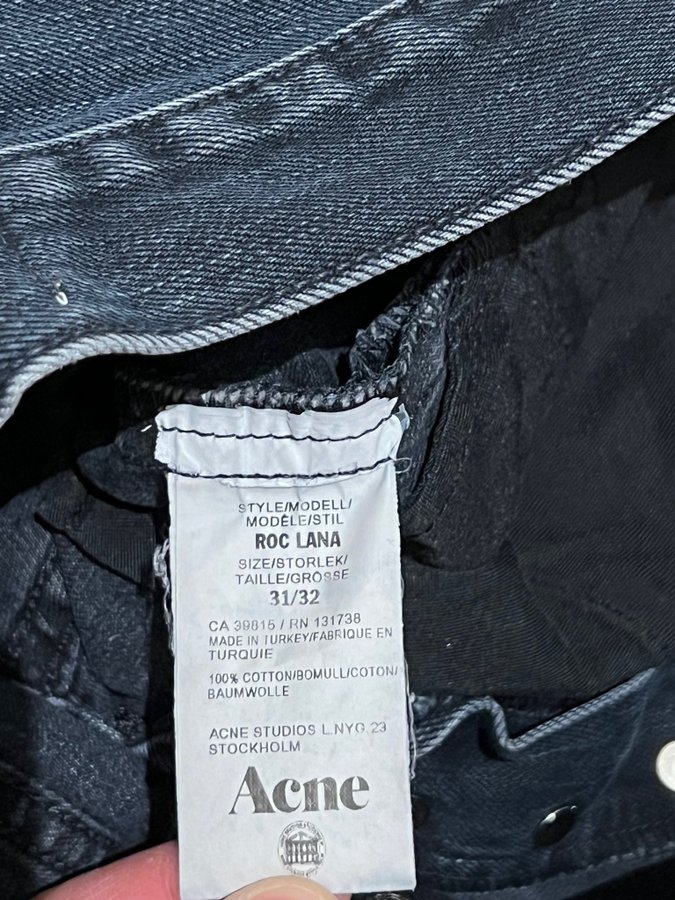 STYLE/MODELL/
MODÈLE/STIL
ROC LANA
SIZE/STORLEK/
TAILLE/GRÖSSE
31/32
CA 39815 / RN 131738
MADE IN TURKEY/FABRIQUE EN
TURQUIE
100% COTTON/BOMULL/COTON/
BAUMWOLLE
ACNE STUDIOS L.NYG.23
STOCKHOLM
Acne